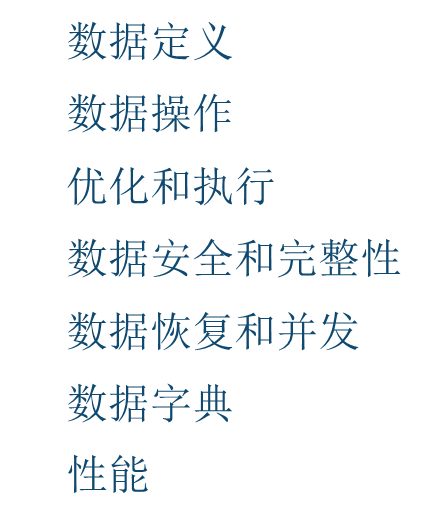 数据定义
数据操作
优化和执行
数据安全和完整性
数据恢复和并发
数据字典
性能